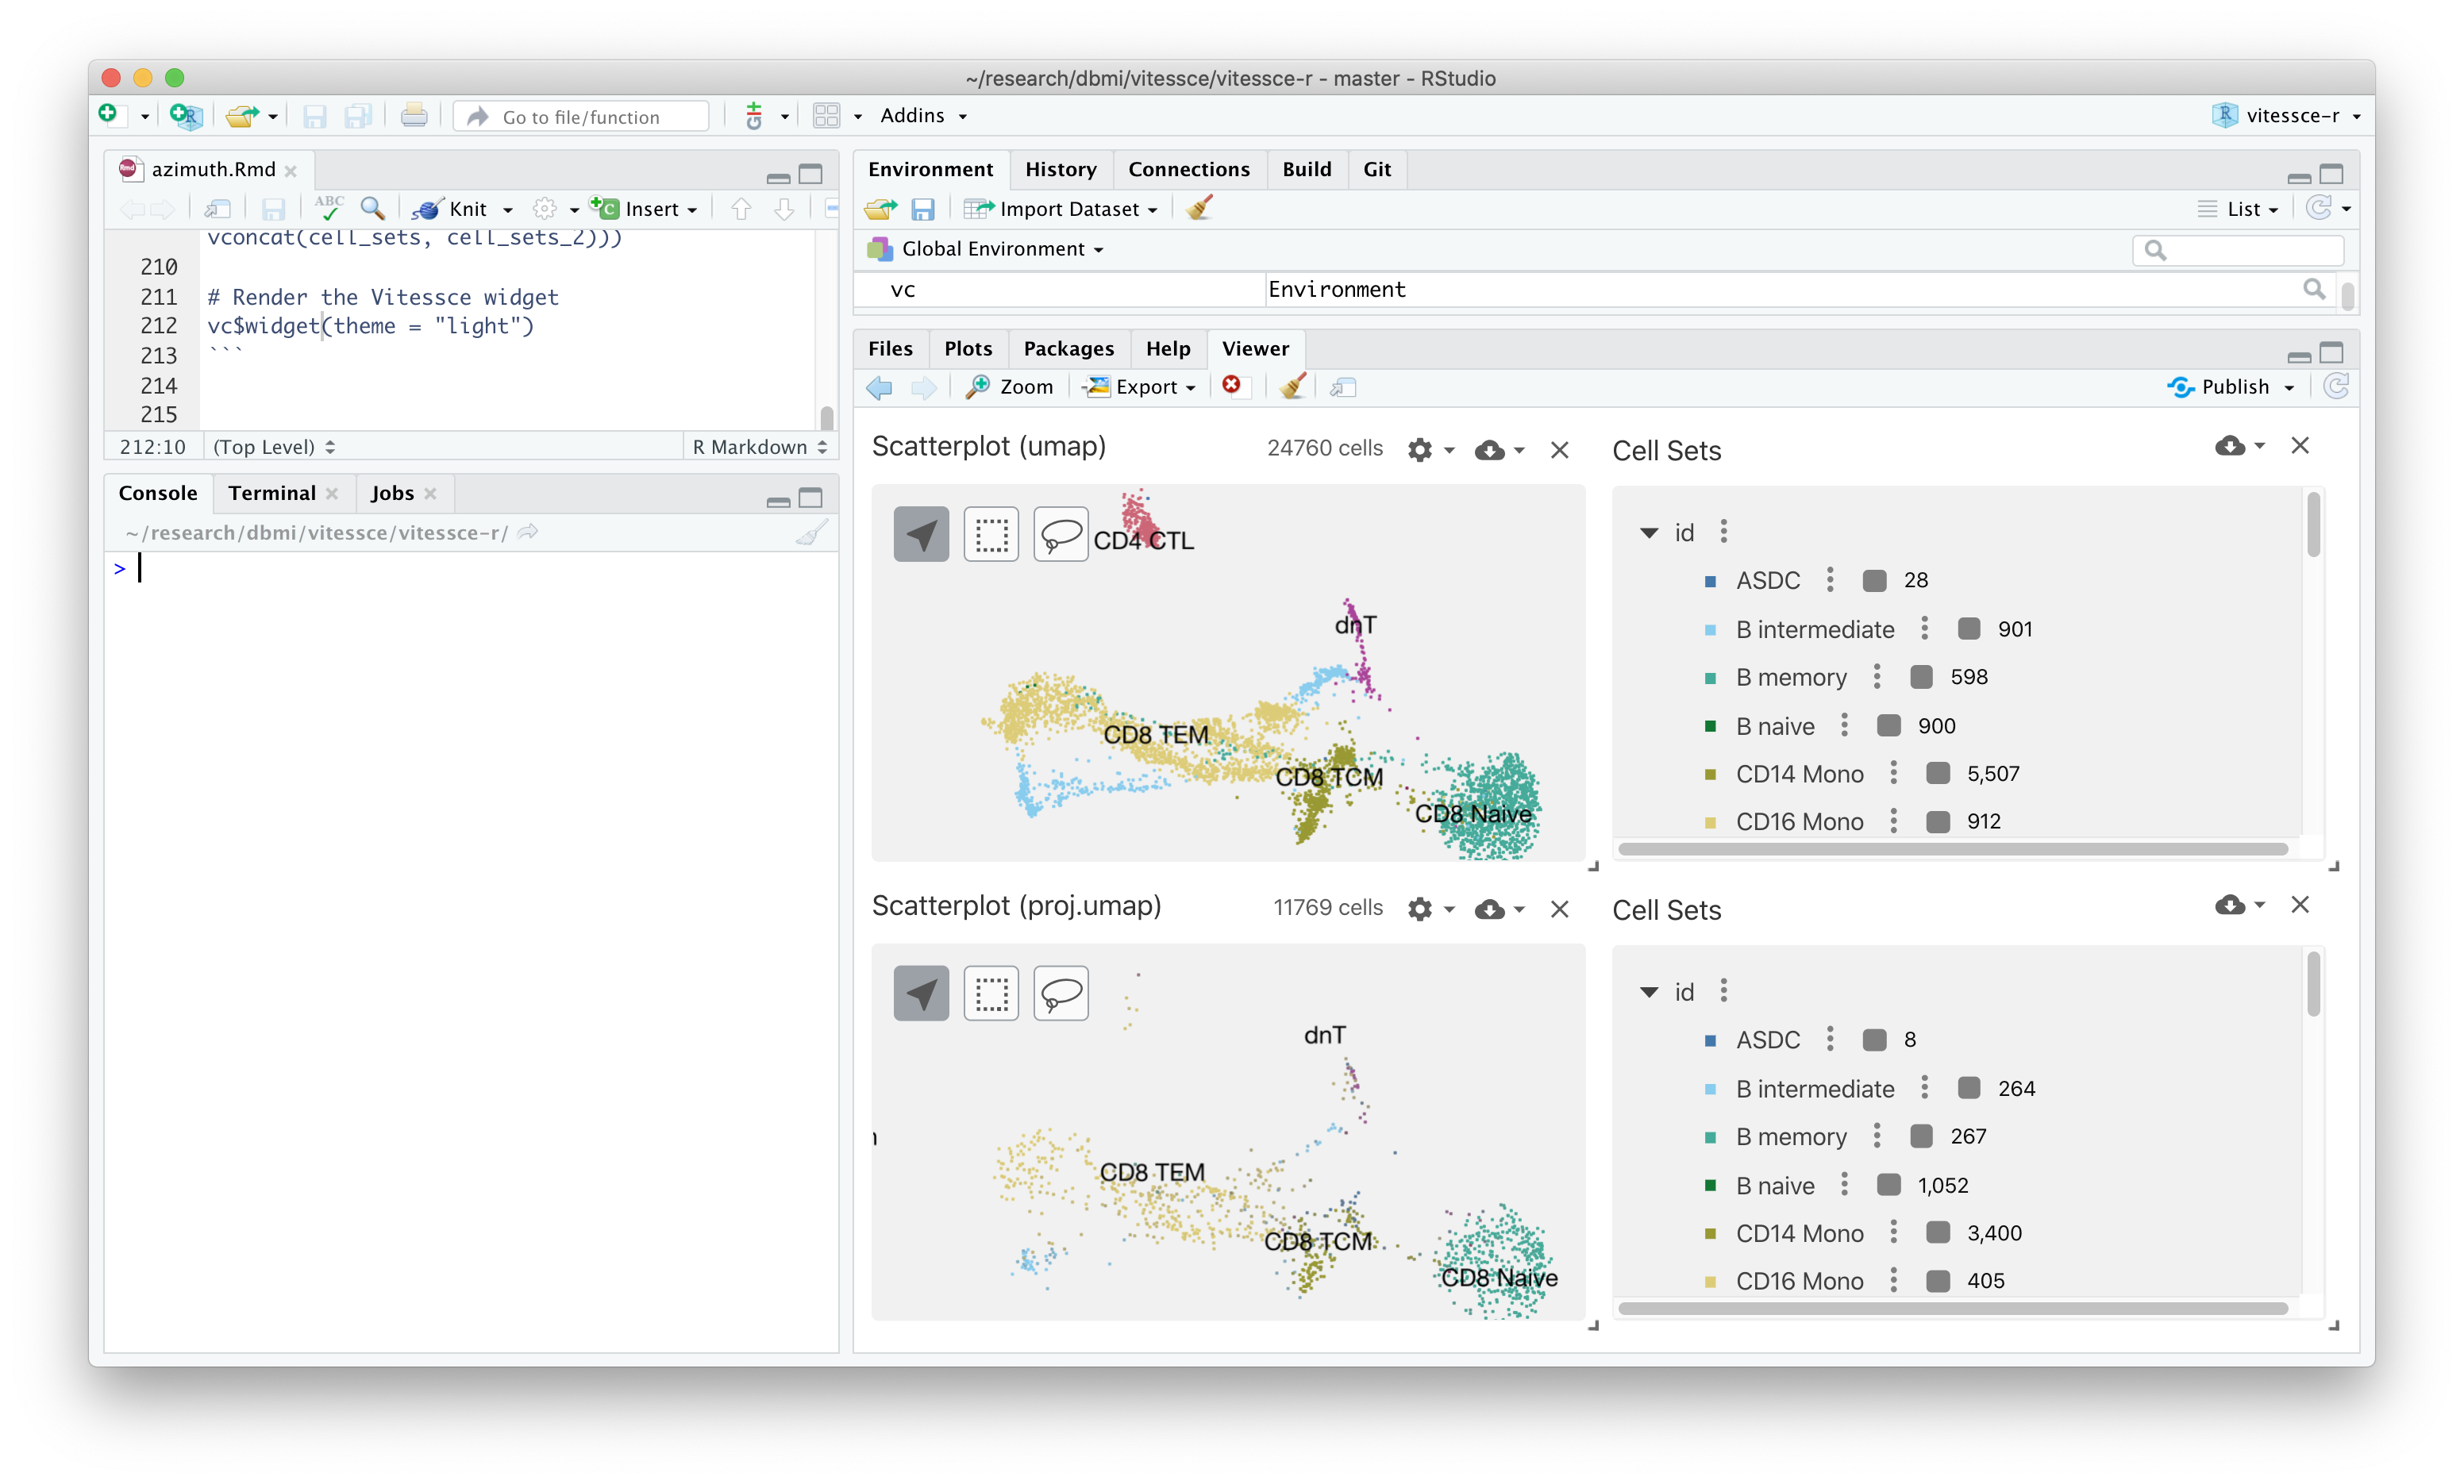 ~/research/dbmi/vitessce/vitessce-r - master - RStudio
Go to file/function
Addins
vitessce-r
azimuth.Rmd
ABC
Knit
Insert
vconcat(cell_sets, cell_sets_2)))
210
211 # Render the Vitessce widget
212 vc$widget(theme = "light")
213 ```
214
215
212:10 (Top Level) R Markdown
Console Terminal Jobs
~/research/dbmi/vitessce/vitessce-r/
>
Environment History Connections Build Git
Import Dataset
List
Global Environment
vc Environment
Files Plots Packages Help Viewer
Zoom Export Publish
Scatterplot (umap) 24760 cells
CD4 CTL
dnT
CD8 TEM
CD8 TCM
CD8 Naive
Cell Sets
id
ASDC 28
B intermediate 901
B memory 598
B naive 900
CD14 Mono 5,507
CD16 Mono 912
Scatterplot (proj.umap) 11769 cells
dnT
CD8 TEM
CD8 TCM
CD8 Naive
Cell Sets
id
ASDC 8
B intermediate 264
B memory 267
B naive 1,052
CD14 Mono 3,400
CD16 Mono 405